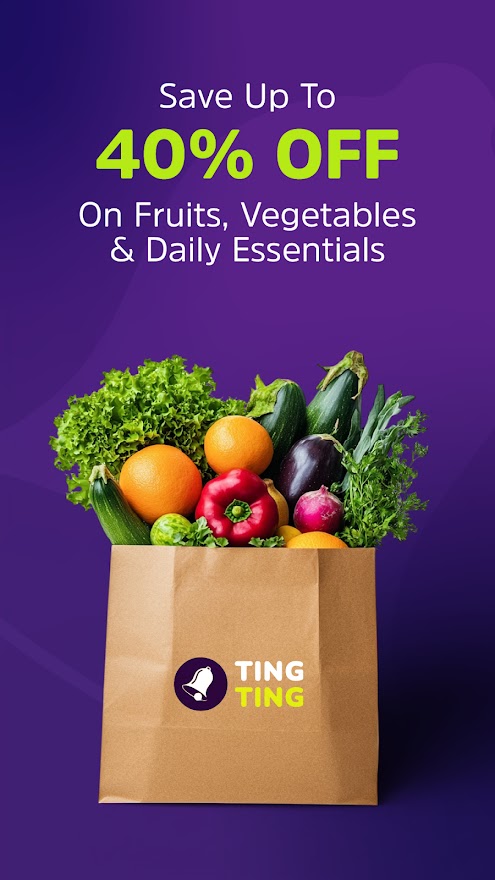 Save Up To
40% OFF
On Fruits, Vegetables
& Daily Essentials
TING
TING